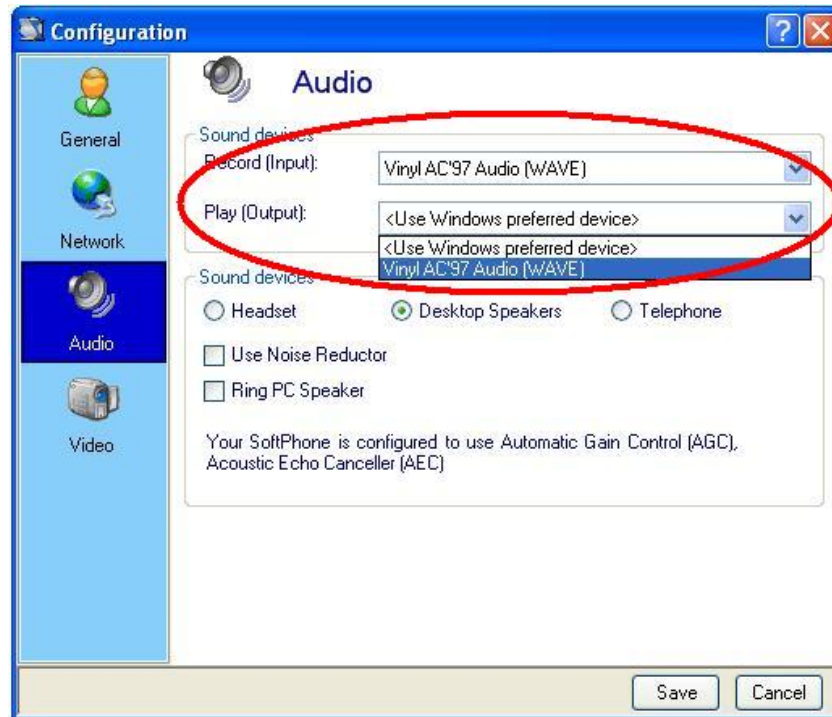 Configuration
General
Network
Audio
Video
Audio
Sound devices
Record (Input):
Vinyl AC'97 Audio (WAVE)
Play (Output):
<Use Windows preferred device>
<Use Windows preferred device>
Vinyl AC'97 Audio (WAVE)
Sound devices
Headset
Desktop Speakers
Telephone
Use Noise Reductor
Ring PC Speaker
Your SoftPhone is configured to use Automatic Gain Control (AGC),
Acoustic Echo Canceller (AEC)
Save
Cancel